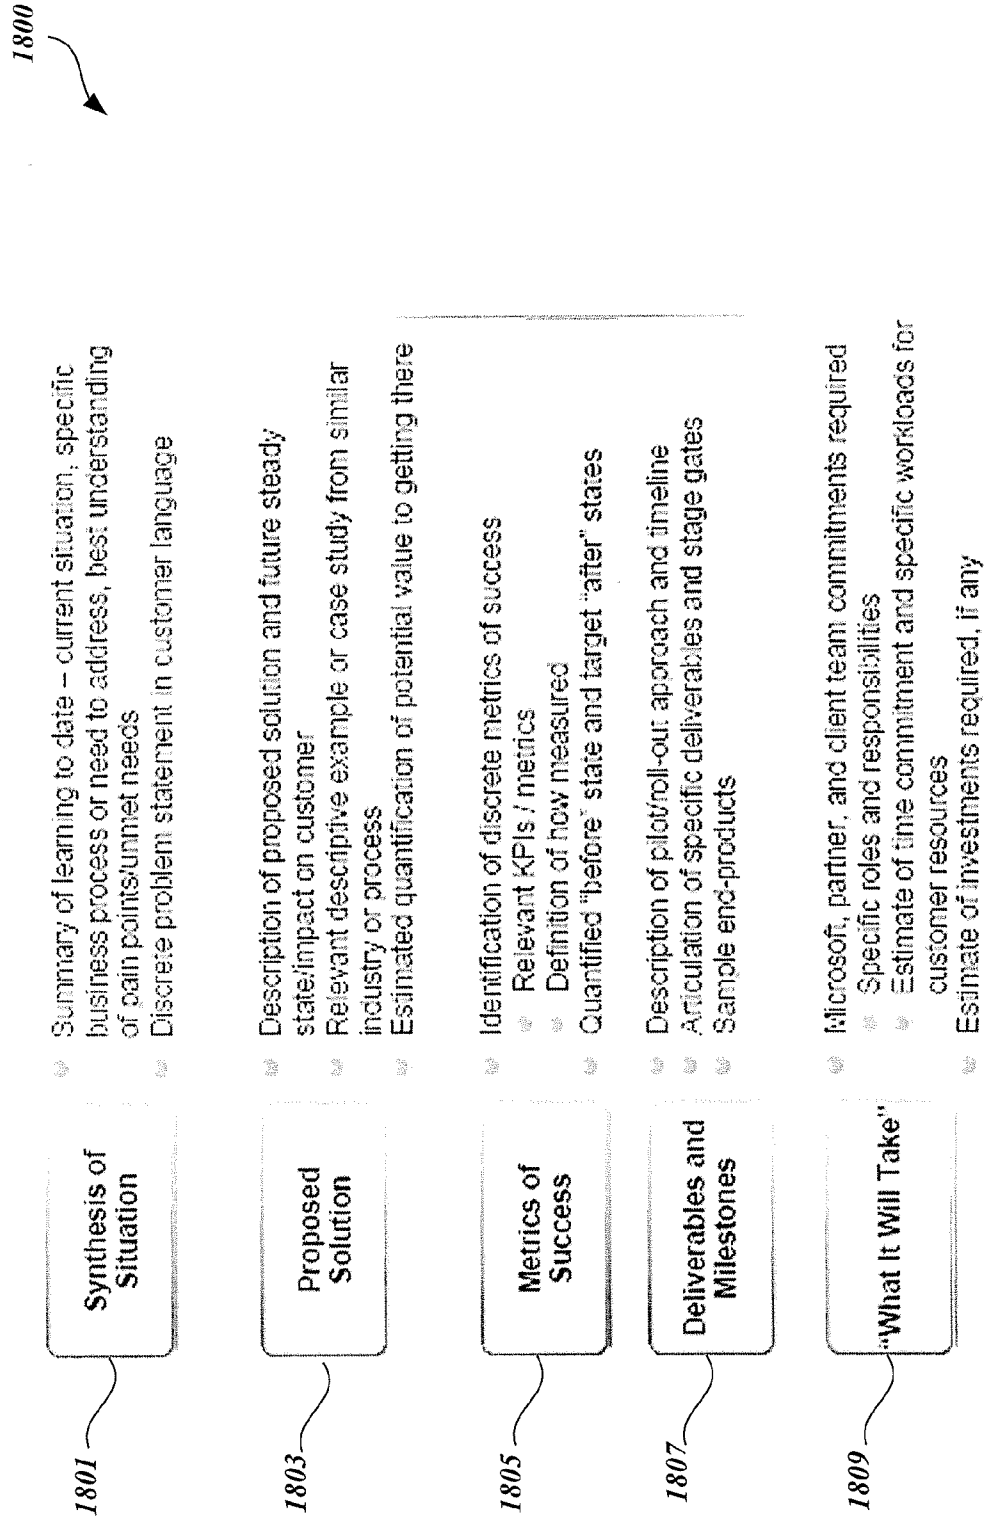 1800
1801
Synthesis of
Situation
Summary of learning to date – current situation, specific
business process or need to address, best understanding
of pain points/unmet needs
Discrete problem statement in customer language
1803
Proposed
Solution
Description of proposed solution and future steady
state/impact on customer
Relevant descriptive example or case study from similar
industry or process
Estimated quantification of potential value to getting there
1805
Metrics of
Success
Identification of discrete metrics of success
Relevant KPIs / metrics
Definition of how measured
Quantified "before" state and target "after" states
1807
Deliverables and
Milestones
Description of pilot/roll-out approach and timeline
Articulation of specific deliverables and stage gates
Sample end-products
1809
"What It Will Take"
Microsoft, partner, and client team commitments required
Specific roles and responsibilities
Estimate of time commitment and specific workloads for
customer resources
Estimate of investments required, if any